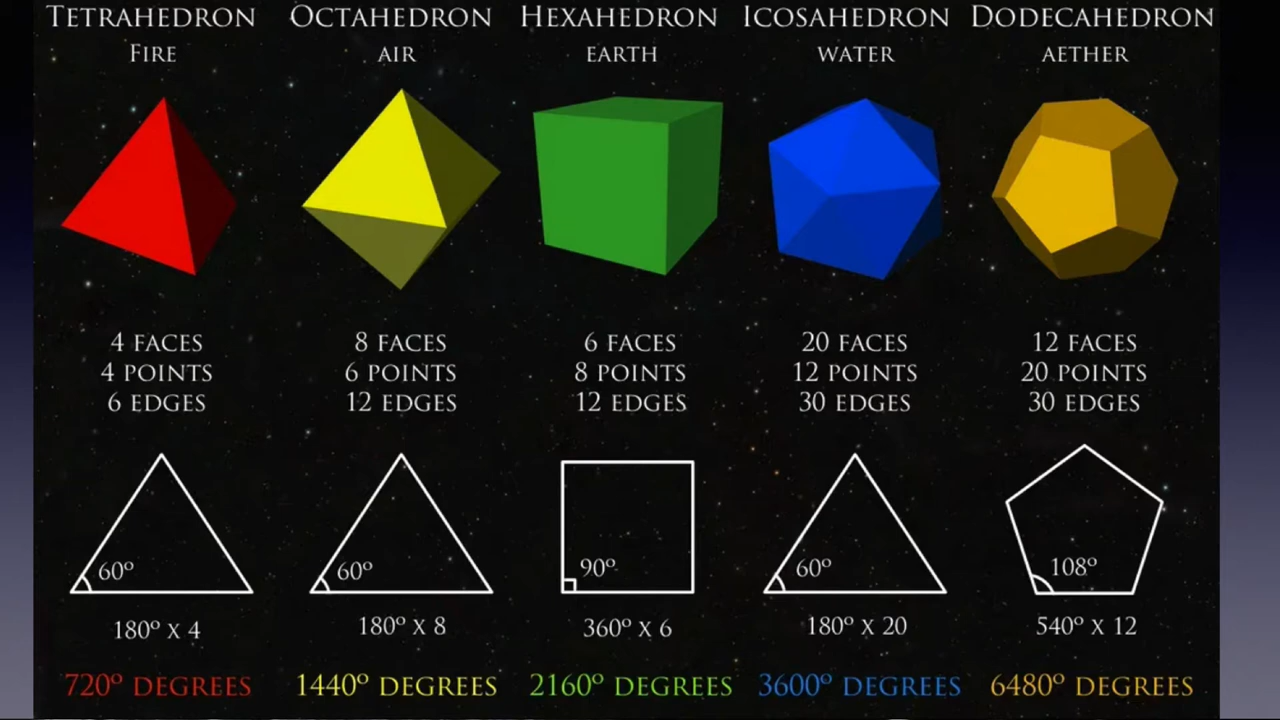 TETRAHEDRON OCTAHEDRON HEXAHEDRON ICOSAHEDRON DODECAHEDRON
FIRE AIR EARTH WATER AETHER
4 FACES 8 FACES 6 FACES 20 FACES 12 FACES
4 POINTS 6 POINTS 8 POINTS 12 POINTS 20 POINTS
6 EDGES 12 EDGES 12 EDGES 30 EDGES 30 EDGES
60º 60º 90º 60º 108º
180º X 4 180º X 8 360º X 6 180º X 20 540º X 12
720º DEGREES 1440º DEGREES 2160º DEGREES 3600º DEGREES 6480º DEGREES